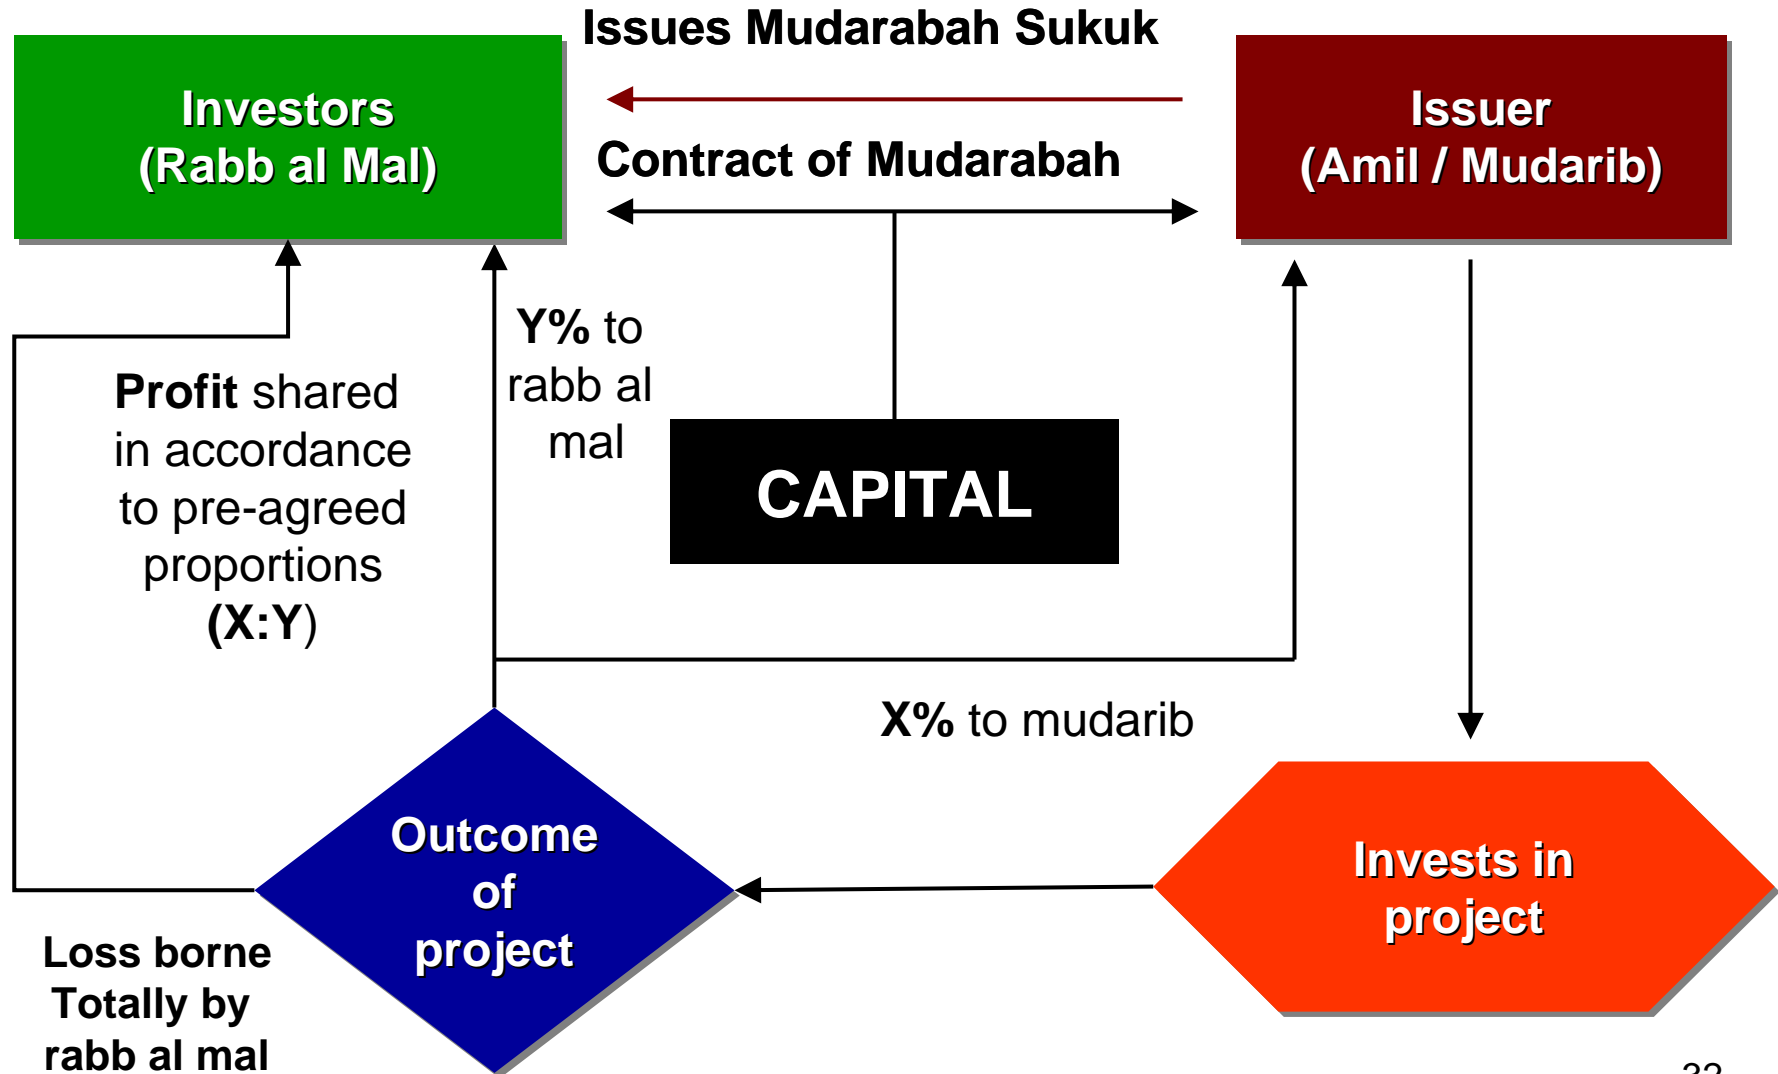 Issues Mudarabah Sukuk
Investors
(Rabb al Mal)
Issuer
(Amil / Mudarib)
Contract of Mudarabah
Y% to
rabb al
mal
Profit shared
in accordance
to pre-agreed
proportions
(X:Y)
CAPITAL
X% to mudarib
Outcome
of
project
Invests in
project
Loss borne
Totally by
rabb al mal
32